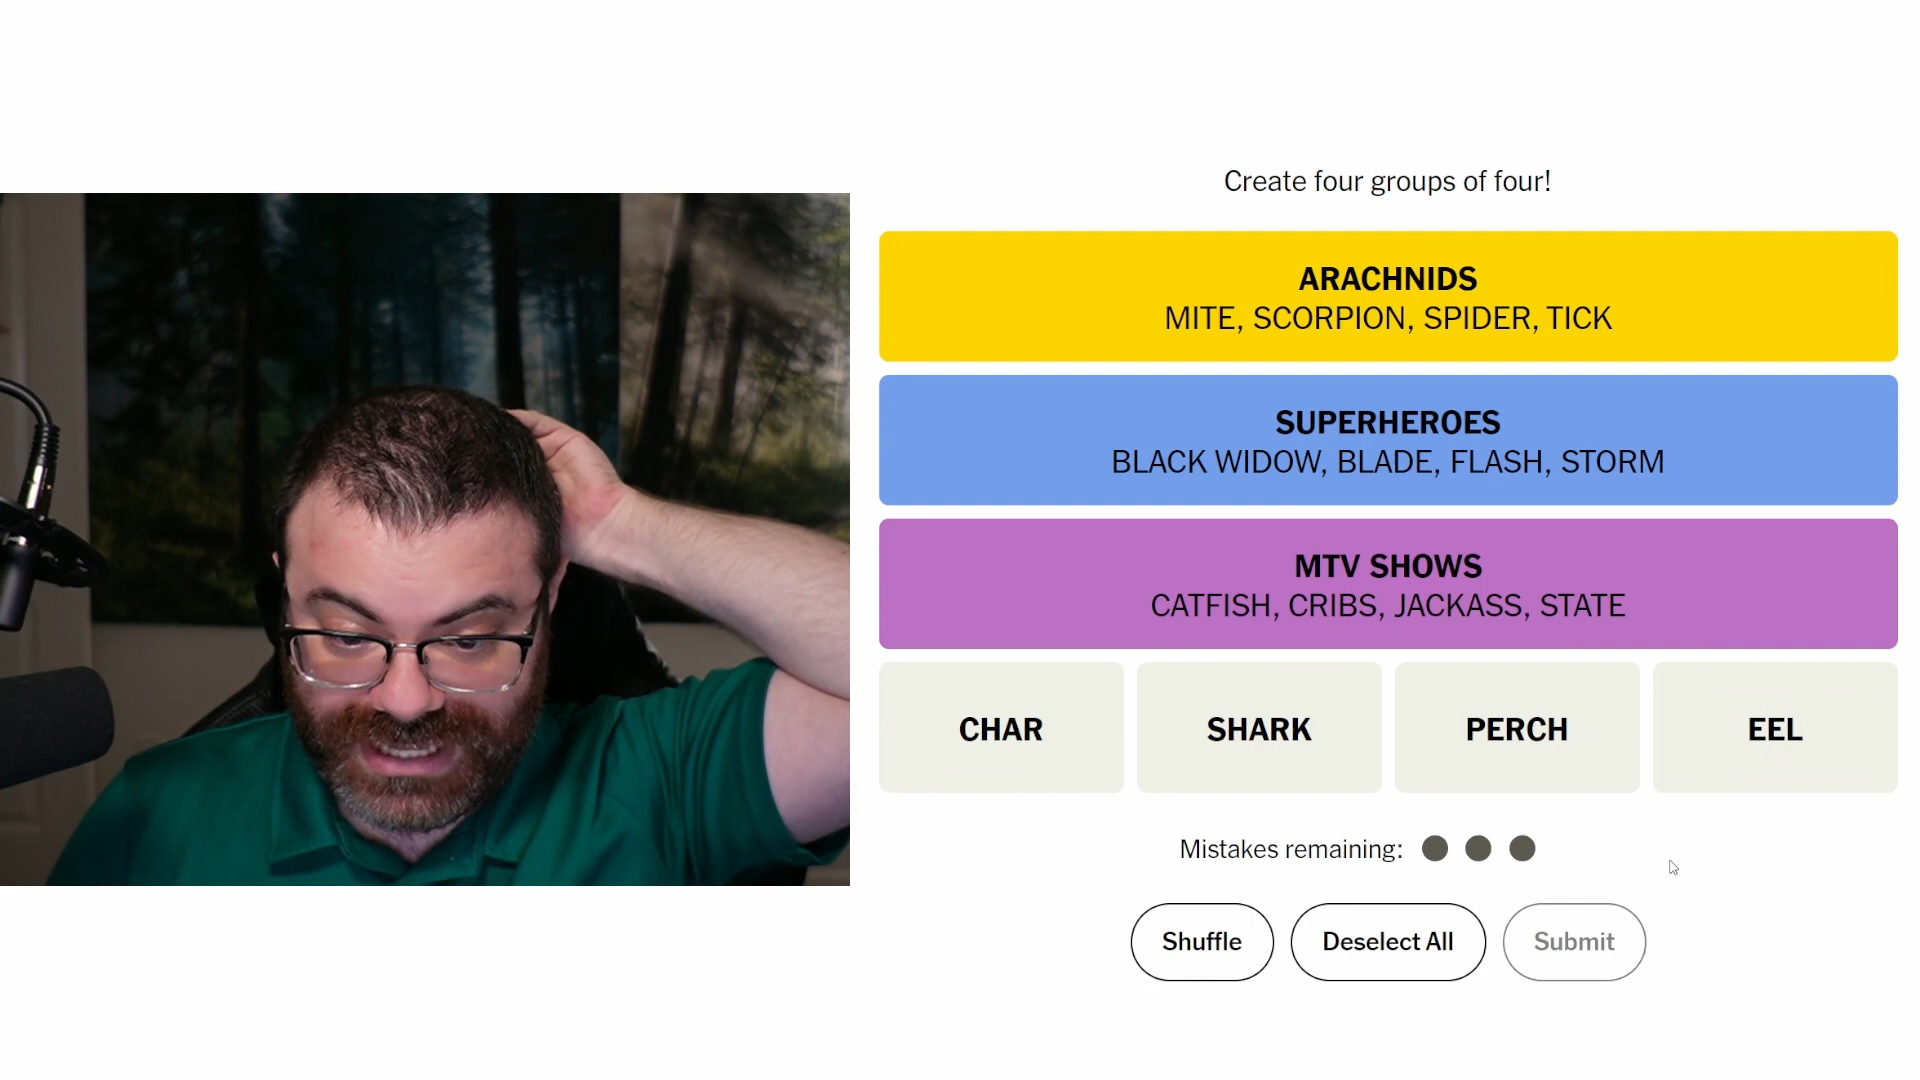 Create four groups of four!
ARACHNIDS
MITE, SCORPION, SPIDER, TICK
SUPERHEROES
BLACK WIDOW, BLADE, FLASH, STORM
MTV SHOWS
CATFISH, CRIBS, JACKASS, STATE
CHAR SHARK PERCH EEL
Mistakes remaining:
Shuffle Deselect All Submit